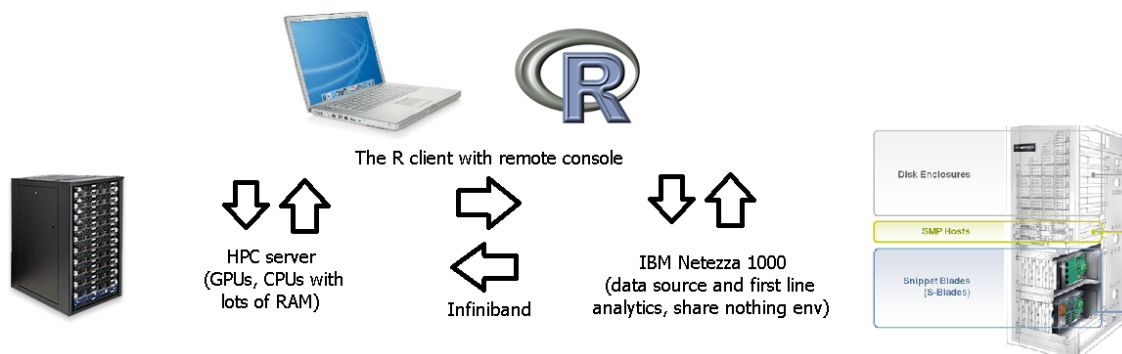 R
The R client with remote console
HPC server
(GPUs, CPUs with
lots of RAM)
Infiniband
IBM Netezza 1000
(data source and first line
analytics, share nothing env)
Disk Enclosures
SMP Hosts
Snippet Blades
(S-Blades)